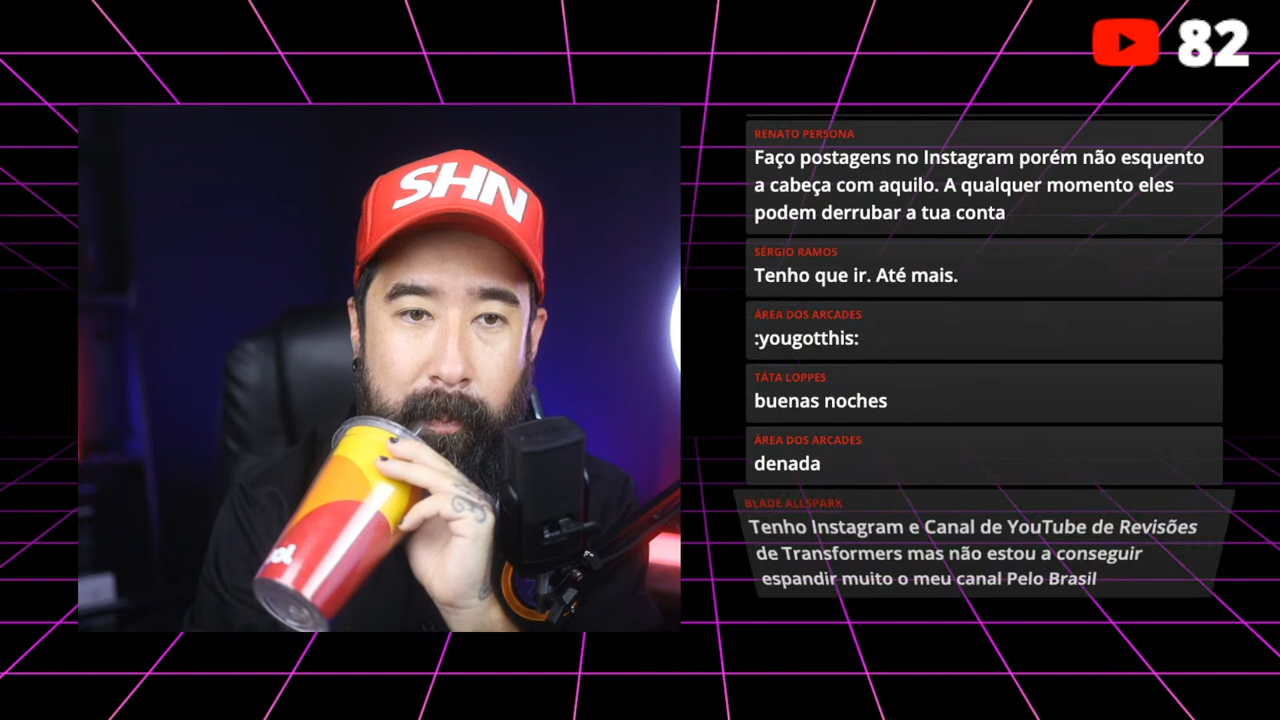 82
SHN
ol.
RENATO PERSONA
Faço postagens no Instagram porém não esquento
a cabeça com aquilo. A qualquer momento eles
podem derrubar a tua conta
SÉRGIO RAMOS
Tenho que ir. Até mais.
ÁREA DOS ARCADES
:yougotthis:
TÁTA LOPPES
buenas noches
ÁREA DOS ARCADES
denada
BLADE ALLSPARK
Tenho Instagram e Canal de YouTube de Revisões
de Transformers mas não estou a conseguir
espandir muito o meu canal Pelo Brasil